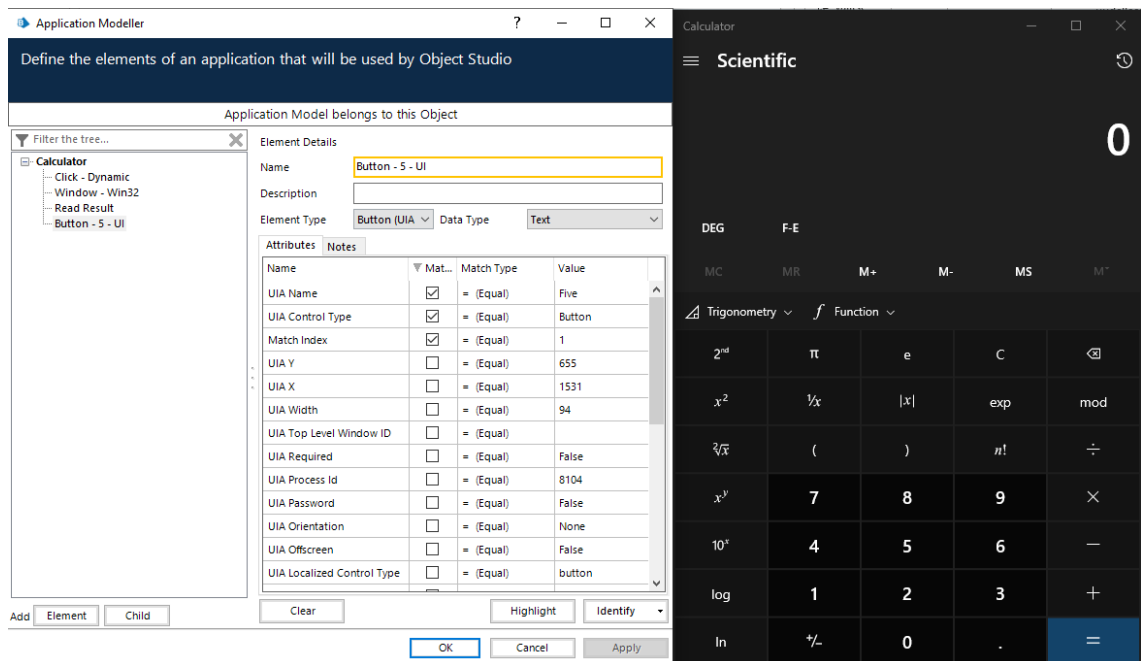 Application Modeller
?
Define the elements of an application that will be used by Object Studio
Application Model belongs to this Object
Filter the tree...
Calculator
Click - Dynamic
Window - Win32
Read Result
Button - 5 - UI
Element Details
Name Button - 5 - UI
Description
Element Type Button (UIA Data Type Text
Attributes Notes
Name Mat... Match Type Value
UIA Name = (Equal) Five
UIA Control Type = (Equal) Button
Match Index = (Equal) 1
UIA Y = (Equal) 655
UIA X = (Equal) 1531
UIA Width = (Equal) 94
UIA Top Level Window ID = (Equal)
UIA Required = (Equal) False
UIA Process Id = (Equal) 8104
UIA Password = (Equal) False
UIA Orientation = (Equal) None
UIA Offscreen = (Equal) False
UIA Localized Control Type = (Equal) button
Clear Highlight Identify
Add Element Child
OK Cancel Apply
Calculator
Scientific
0
DEG F-E
MC MR M+ M- MS M˅
Trigonometry f Function
2ⁿᵈ π e C
x² ¹/x |x| exp mod
²√x ( ) n! ÷
xʸ 7 8 9 ×
10ˣ 4 5 6 −
log 1 2 3 +
ln +/− 0 . =